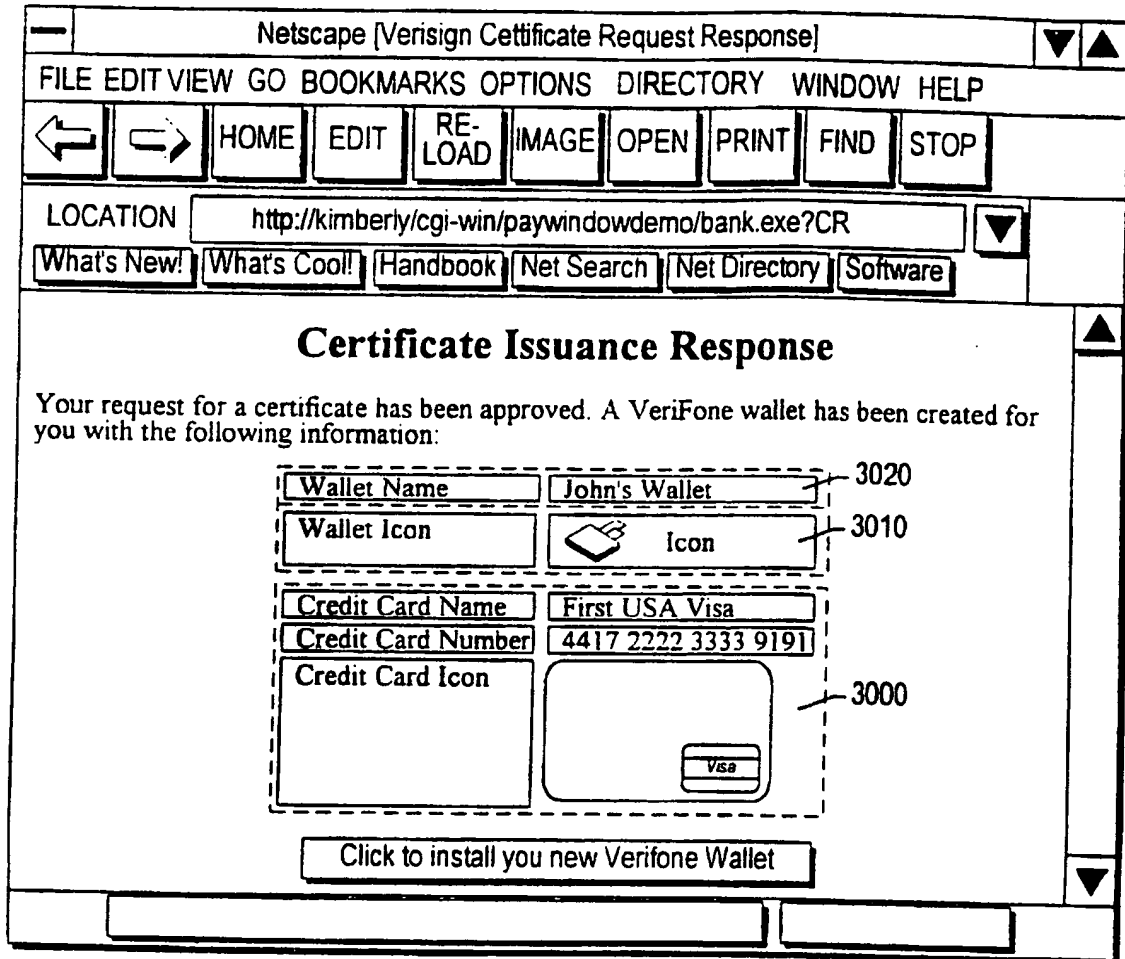 Netscape [Verisign Cettificate Request Response]
FILE EDIT VIEW GO BOOKMARKS OPTIONS DIRECTORY WINDOW HELP
HOME EDIT RE-LOAD IMAGE OPEN PRINT FIND STOP
LOCATION http://kimberly/cgi-win/paywindowdemo/bank.exe?CR
What's New! What's Cool! Handbook Net Search Net Directory Software
Certificate Issuance Response
Your request for a certificate has been approved. A VeriFone wallet has been created for
you with the following information:
Wallet Name John's Wallet 3020
Wallet Icon Icon 3010
Credit Card Name First USA Visa
Credit Card Number 4417 2222 3333 9191
Credit Card Icon 3000
Visa
Click to install you new Verifone Wallet